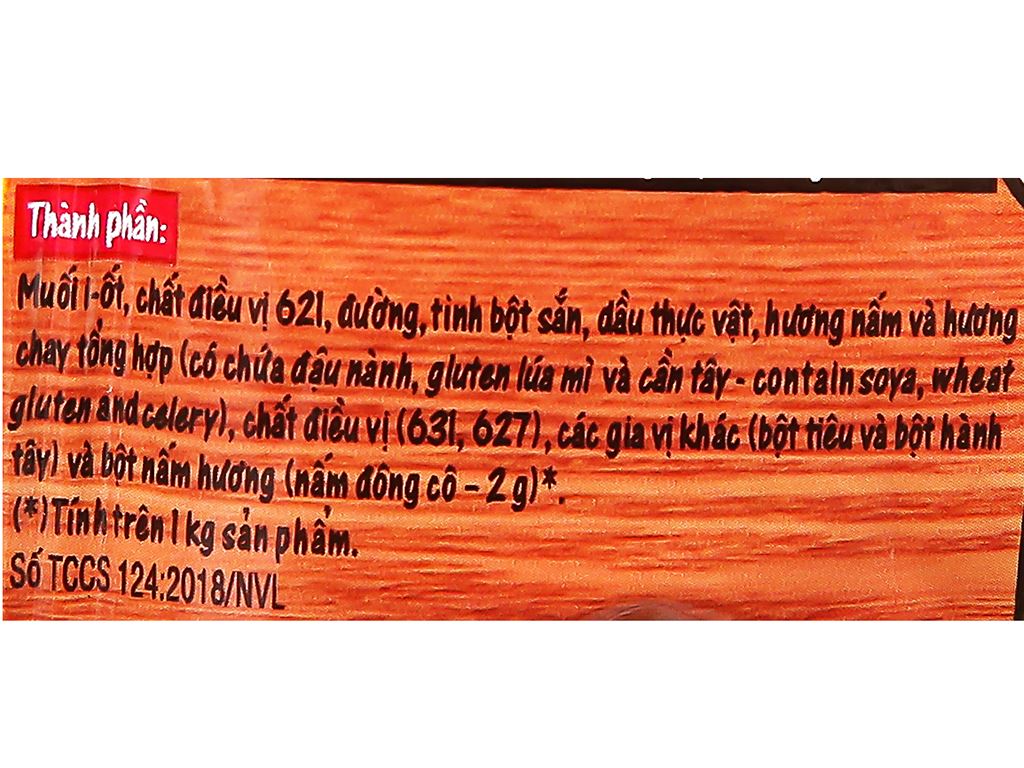 Thành phần:
Muối I-ốt, chất điều vị 621, đường, tinh bột sắn, dầu thực vật, hương nấm và hương
chay tổng hợp (có chứa đậu nành, gluten lúa mì và cần tây - contain soya, wheat
gluten and celery), chất điều vị (631, 627), các gia vị khác (bột tiêu và bột hành
tây) và bột nấm hương (nấm đông cô - 2 g)*.
(*) Tính trên 1 kg sản phẩm.
Số TCCS 124:2018/NVL